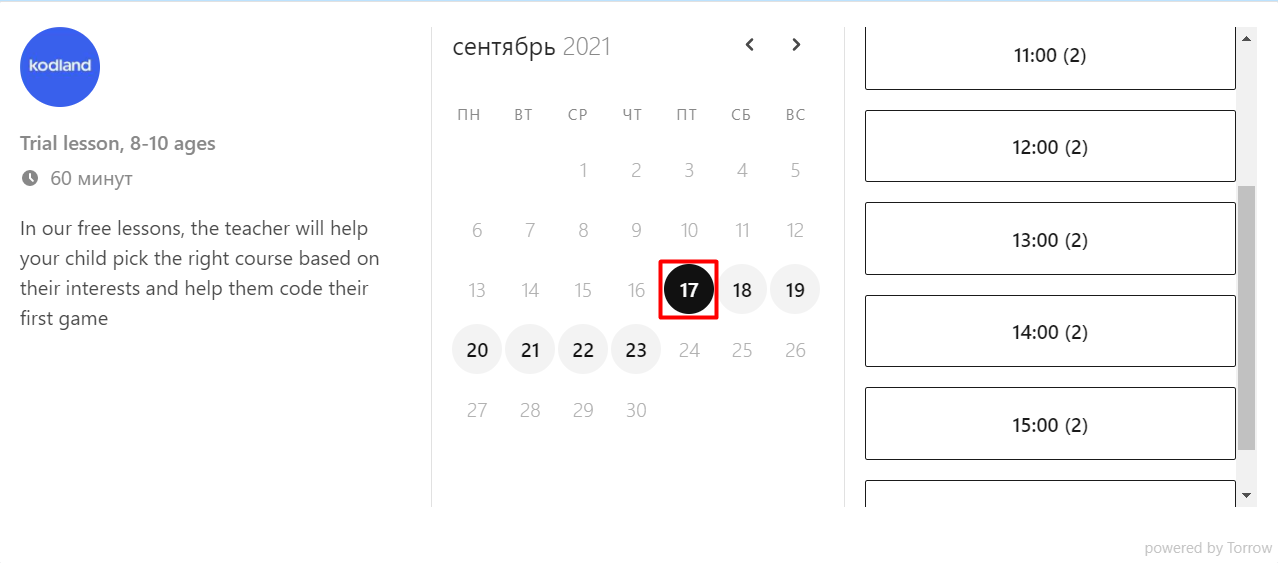 kodland
Trial lesson, 8-10 ages
60 минут
In our free lessons, the teacher will help
your child pick the right course based on
their interests and help them code their
first game
сентябрь 2021
ПН ВТ СР ЧТ ПТ СБ ВС
1 2 3 4 5
6 7 8 9 10 11 12
13 14 15 16 17 18 19
20 21 22 23 24 25 26
27 28 29 30
11:00 (2)
12:00 (2)
13:00 (2)
14:00 (2)
15:00 (2)
powered by Torrow